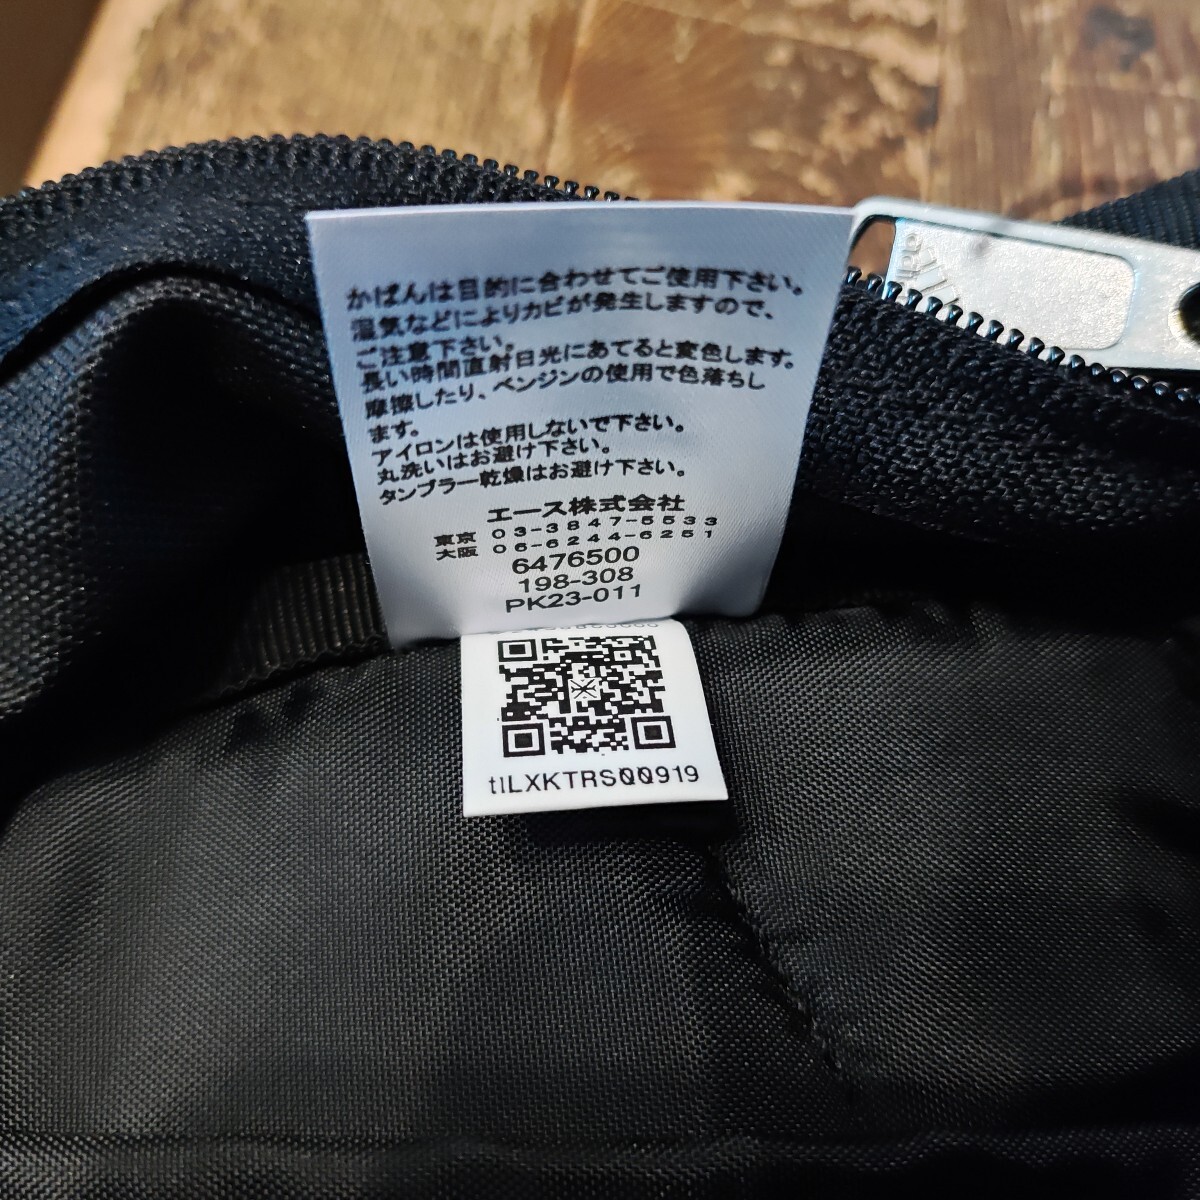 かばんは目的に合わせてご使用下さい。
湿気などによりカビが発生しますので、
ご注意下さい。
長い時間直射日光にあてると変色します。
摩擦したり、ベンジンの使用で色落ちし
ます。
アイロンは使用しないで下さい。
丸洗いはお避け下さい。
タンブラー乾燥はお避け下さい。
エース株式会社
東京 03-3847-5533
大阪 06-6244-6251
6476500
198-308
PK23-011
tlLXKTRS00919
adidas